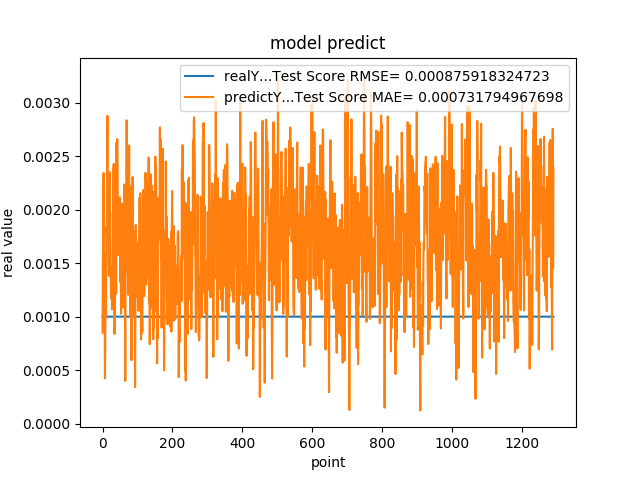 model predict
realY...Test Score RMSE= 0.000875918324723
predictY...Test Score MAE= 0.000731794967698
0.0030
0.0025
0.0020
0.0015
0.0010
0.0005
0.0000
real value
0 200 400 600 800 1000 1200
point